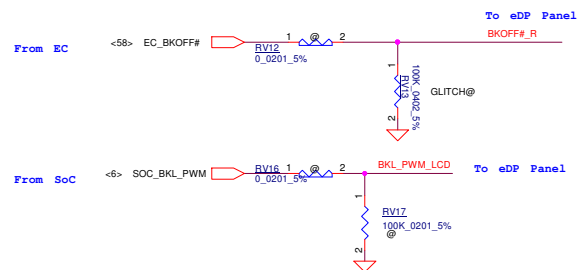 To eDP Panel
From EC
<58> EC_BKOFF#
1 @ 2
BKOFF#_R
RV12
0_0201_5%
1
RV13
100K_0402_5%
GLITCH@
2
From SoC
<6> SOC_BKL_PWM
1 @ 2
BKL_PWM_LCD
To eDP Panel
RV16
0_0201_5%
1
RV17
100K_0201_5%
@
2